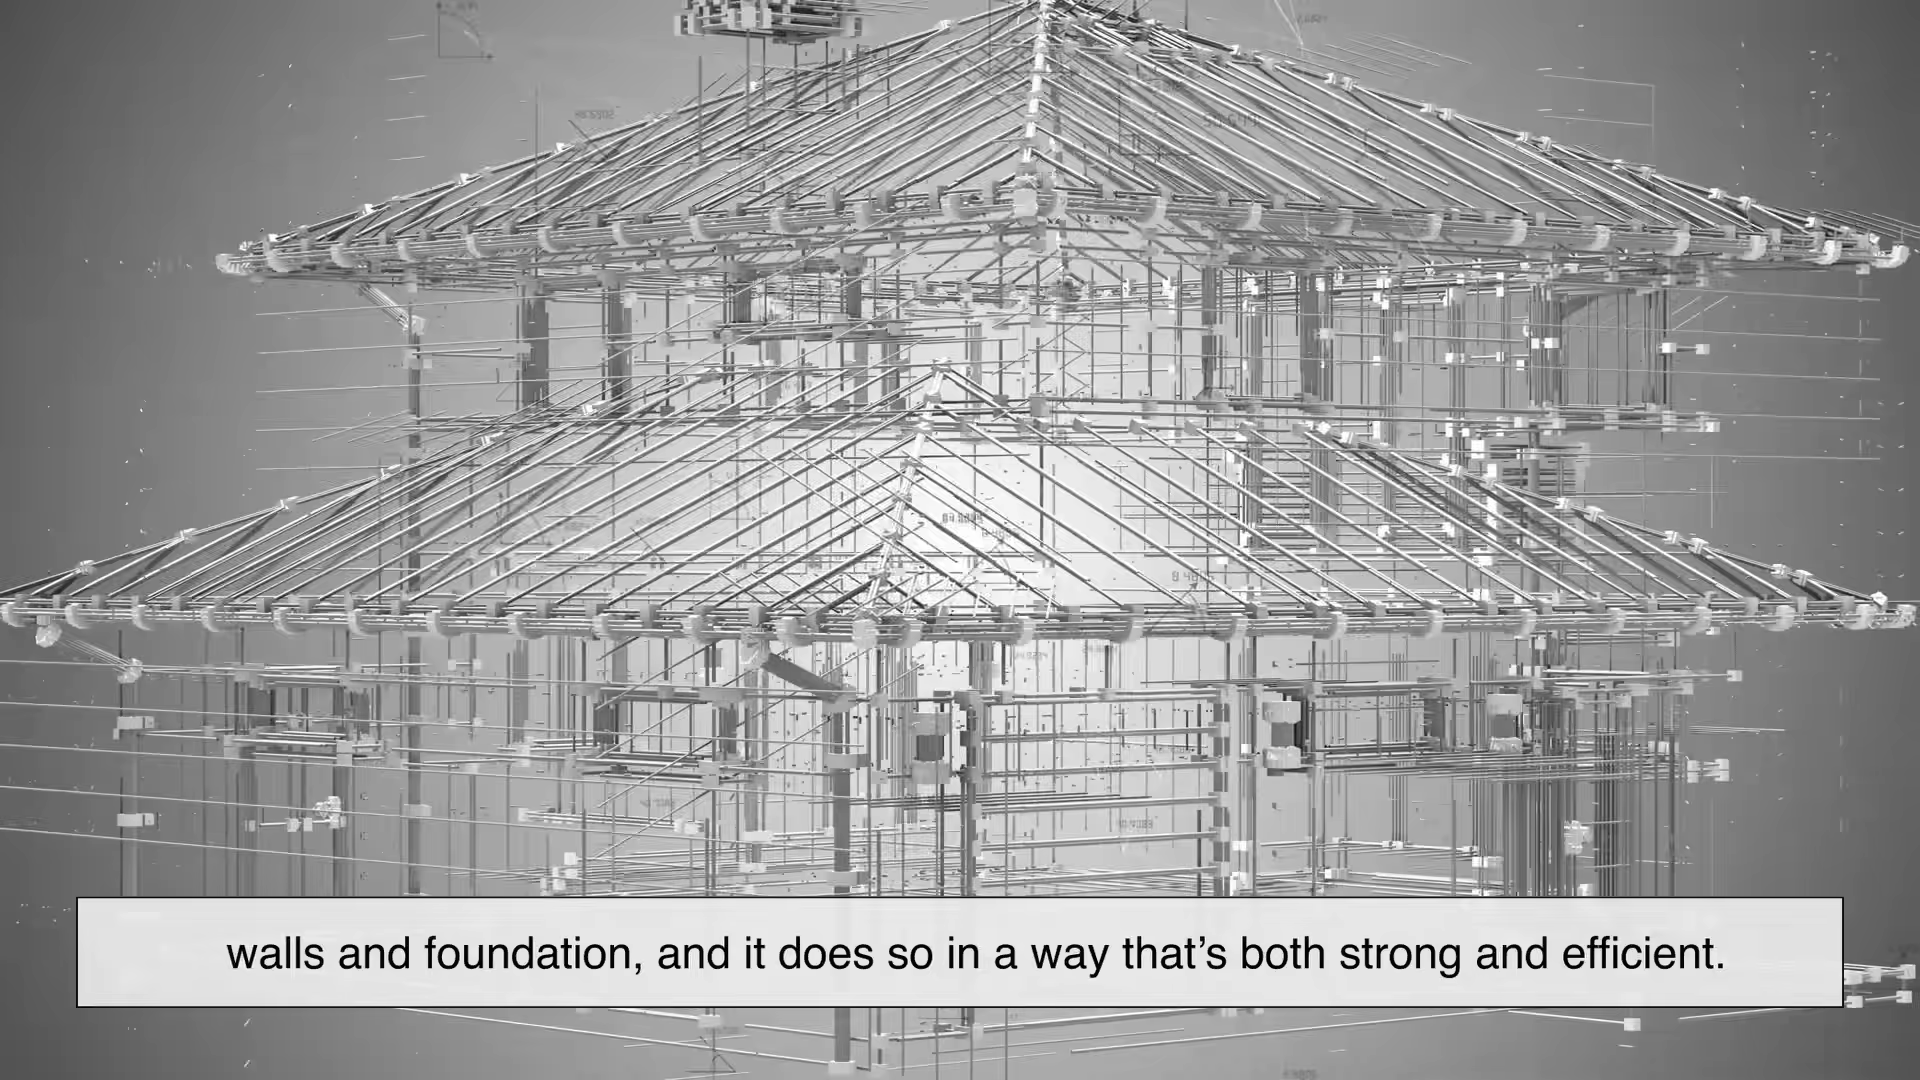 walls and foundation, and it does so in a way that’s both strong and efficient.